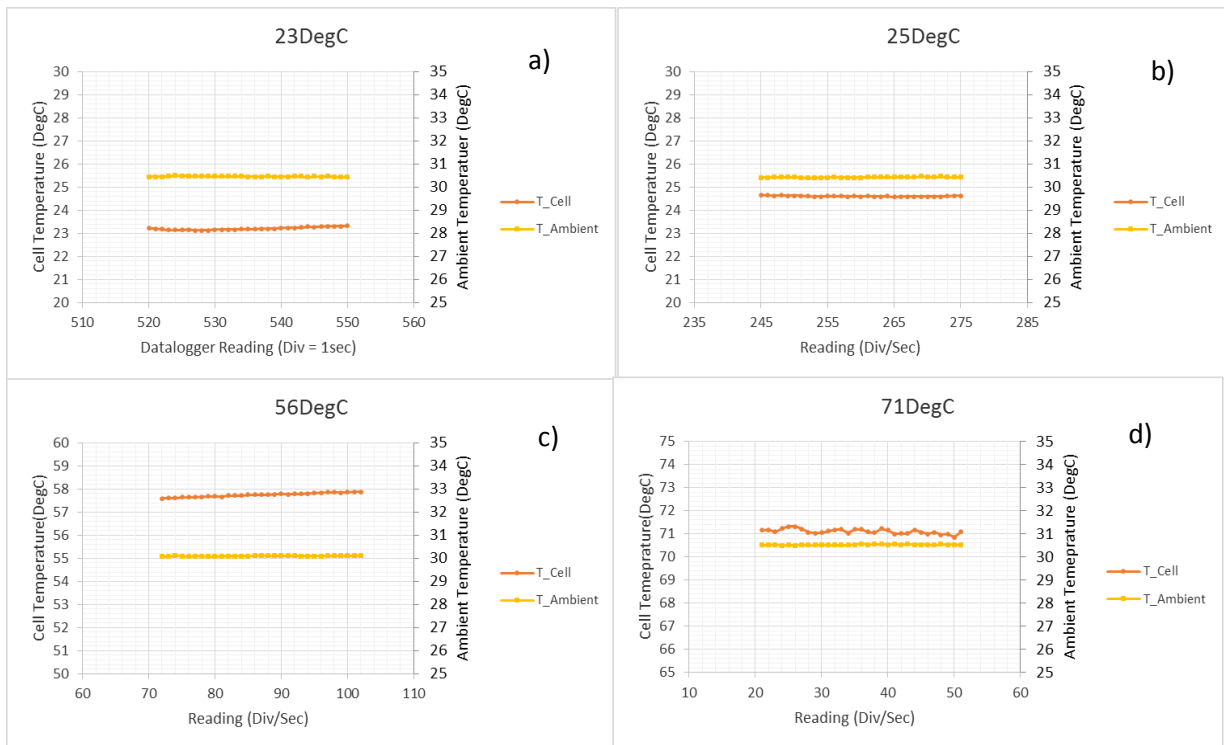 23DegC
a)
Cell Temperature (DegC)
30
29
28
27
26
25
24
23
22
21
20
35
34
33
32
31
30
29
28
27
26
25
Ambient Temperatuer (DegC)
510 520 530 540 550 560
Datalogger Reading (Div = 1sec)
T_Cell
T_Ambient
25DegC
b)
Cell Temperature (DegC)
30
29
28
27
26
25
24
23
22
21
20
35
34
33
32
31
30
29
28
27
26
25
Ambient Temperature (DegC)
235 245 255 265 275 285
Reading (Div/Sec)
T_Cell
T_Ambient
56DegC
c)
Cell Temperature(DegC)
60
59
58
57
56
55
54
53
52
51
50
35
34
33
32
31
30
29
28
27
26
25
Ambient Temperature (DegC)
60 70 80 90 100 110
Reading (Div/Sec)
T_Cell
T_Ambient
71DegC
d)
Cell Temeprature(DegC)
75
74
73
72
71
70
69
68
67
66
65
35
34
33
32
31
30
29
28
27
26
25
Ambient Temeprature (DegC)
10 20 30 40 50 60
Reading (Div/Sec)
T_Cell
T_Ambient